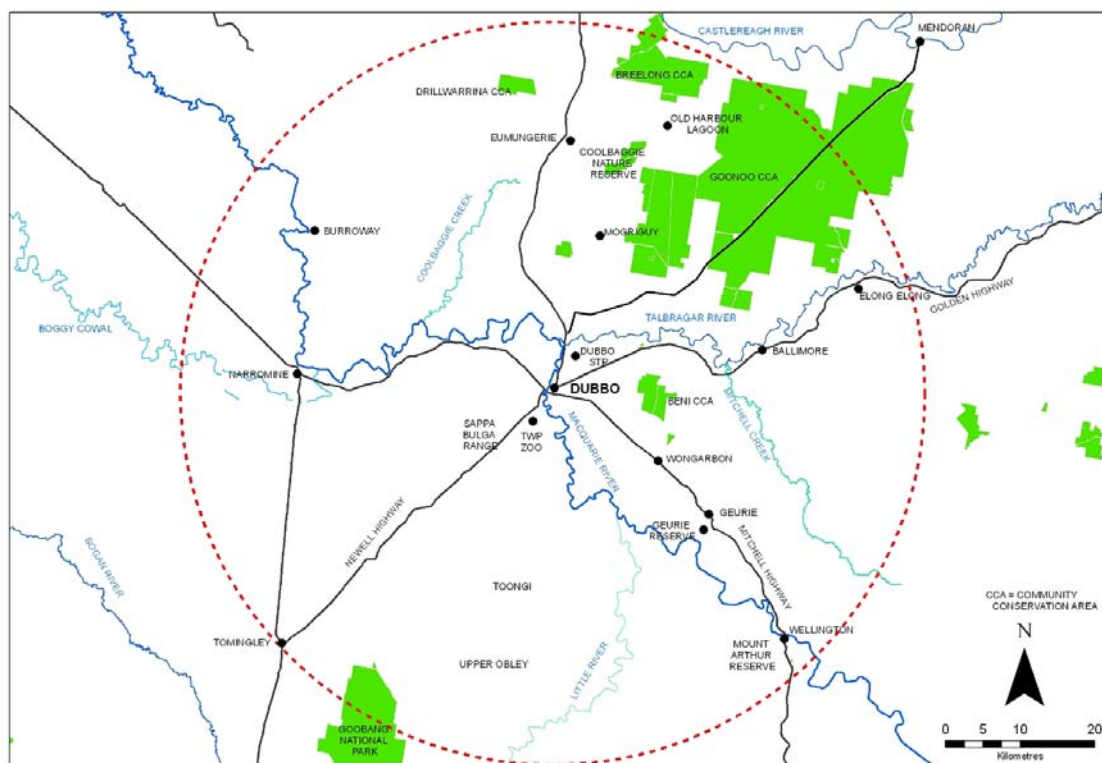 CASTLEREAGH RIVER
MENDORAN
BREELONG CCA
DRILLWARRINA CCA
OLD HARBOUR
LAGOON
EUMUNGERIE
COOLBAGGIE
NATURE
RESERVE
GOONOO CCA
BURROWAY
COOLBAGGIE CREEK
MOGRIGUY
ELONG ELONG
GOLDEN HIGHWAY
TALBRAGAR RIVER
BOGGY COWAL
BALLIMORE
DUBBO
STP
NARROMINE
DUBBO
BENI CCA
MITCHELL CREEK
SAPPA
BULGA
RANGE
TWP
ZOO
MACQUARIE RIVER
WONGARBON
GEURIE
GEURIE
RESERVE
NEWELL HIGHWAY
MITCHELL HIGHWAY
BOGAN RIVER
TOONGI
CCA = COMMUNITY
CONSERVATION AREA
N
TOMINGLEY
WELLINGTON
MOUNT
ARTHUR
RESERVE
UPPER OBLEY
LITTLE RIVER
GOOBANG
NATIONAL
PARK
0 5 10 20
Kilometres